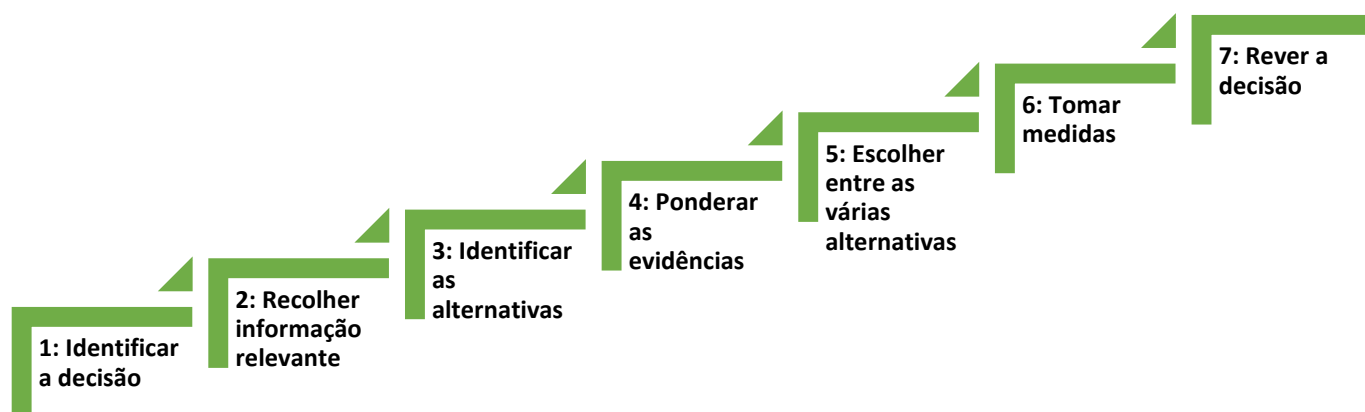 1: Identificar
a decisão
2: Recolher
informação
relevante
3: Identificar
as
alternativas
4: Ponderar
as
evidências
5: Escolher
entre as
várias
alternativas
6: Tomar
medidas
7: Rever a
decisão